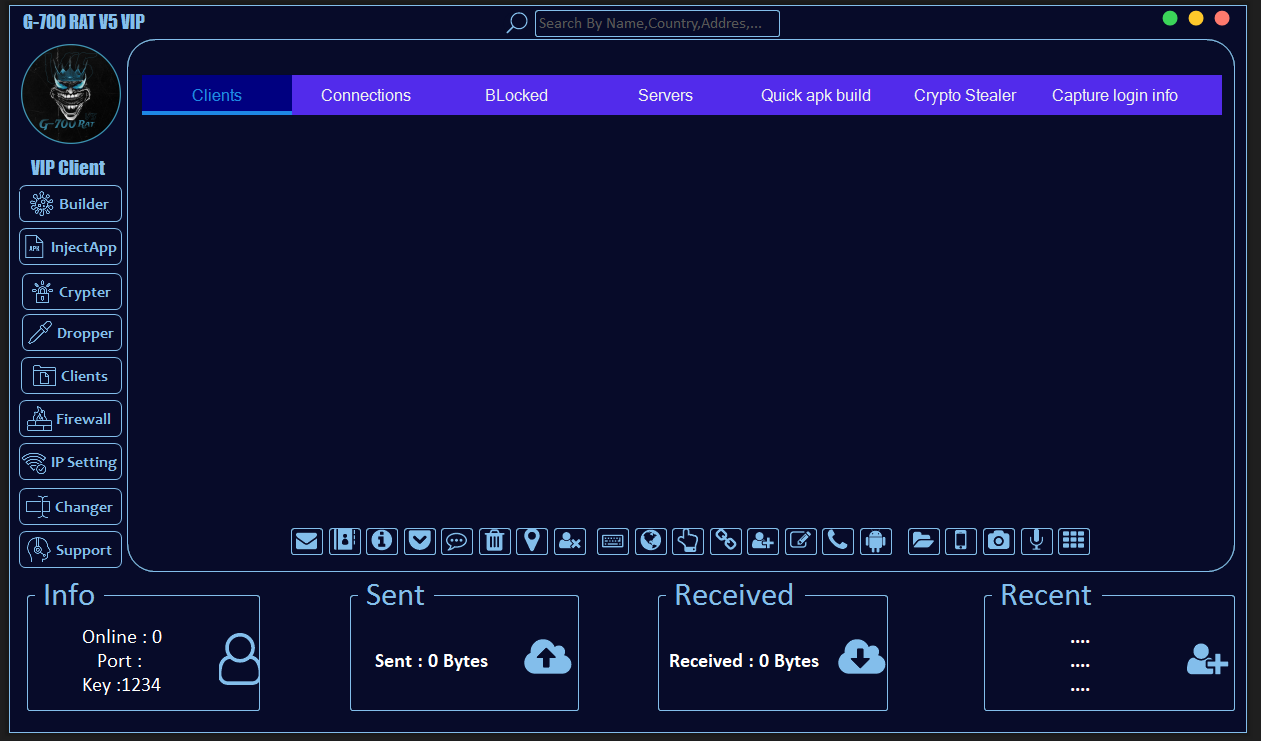 G-700 RAT V5 VIP
Search By Name,Country,Addres,...
G-700 RAT
VIP Client
Builder
APK
InjectApp
Crypter
Dropper
Clients
Firewall
IP Setting
Changer
Support
Clients
Connections
BLocked
Servers
Quick apk build
Crypto Stealer
Capture login info
Info
Online : 0
Port :
Key :1234
Sent
Sent : 0 Bytes
Received
Received : 0 Bytes
Recent
....
....
....